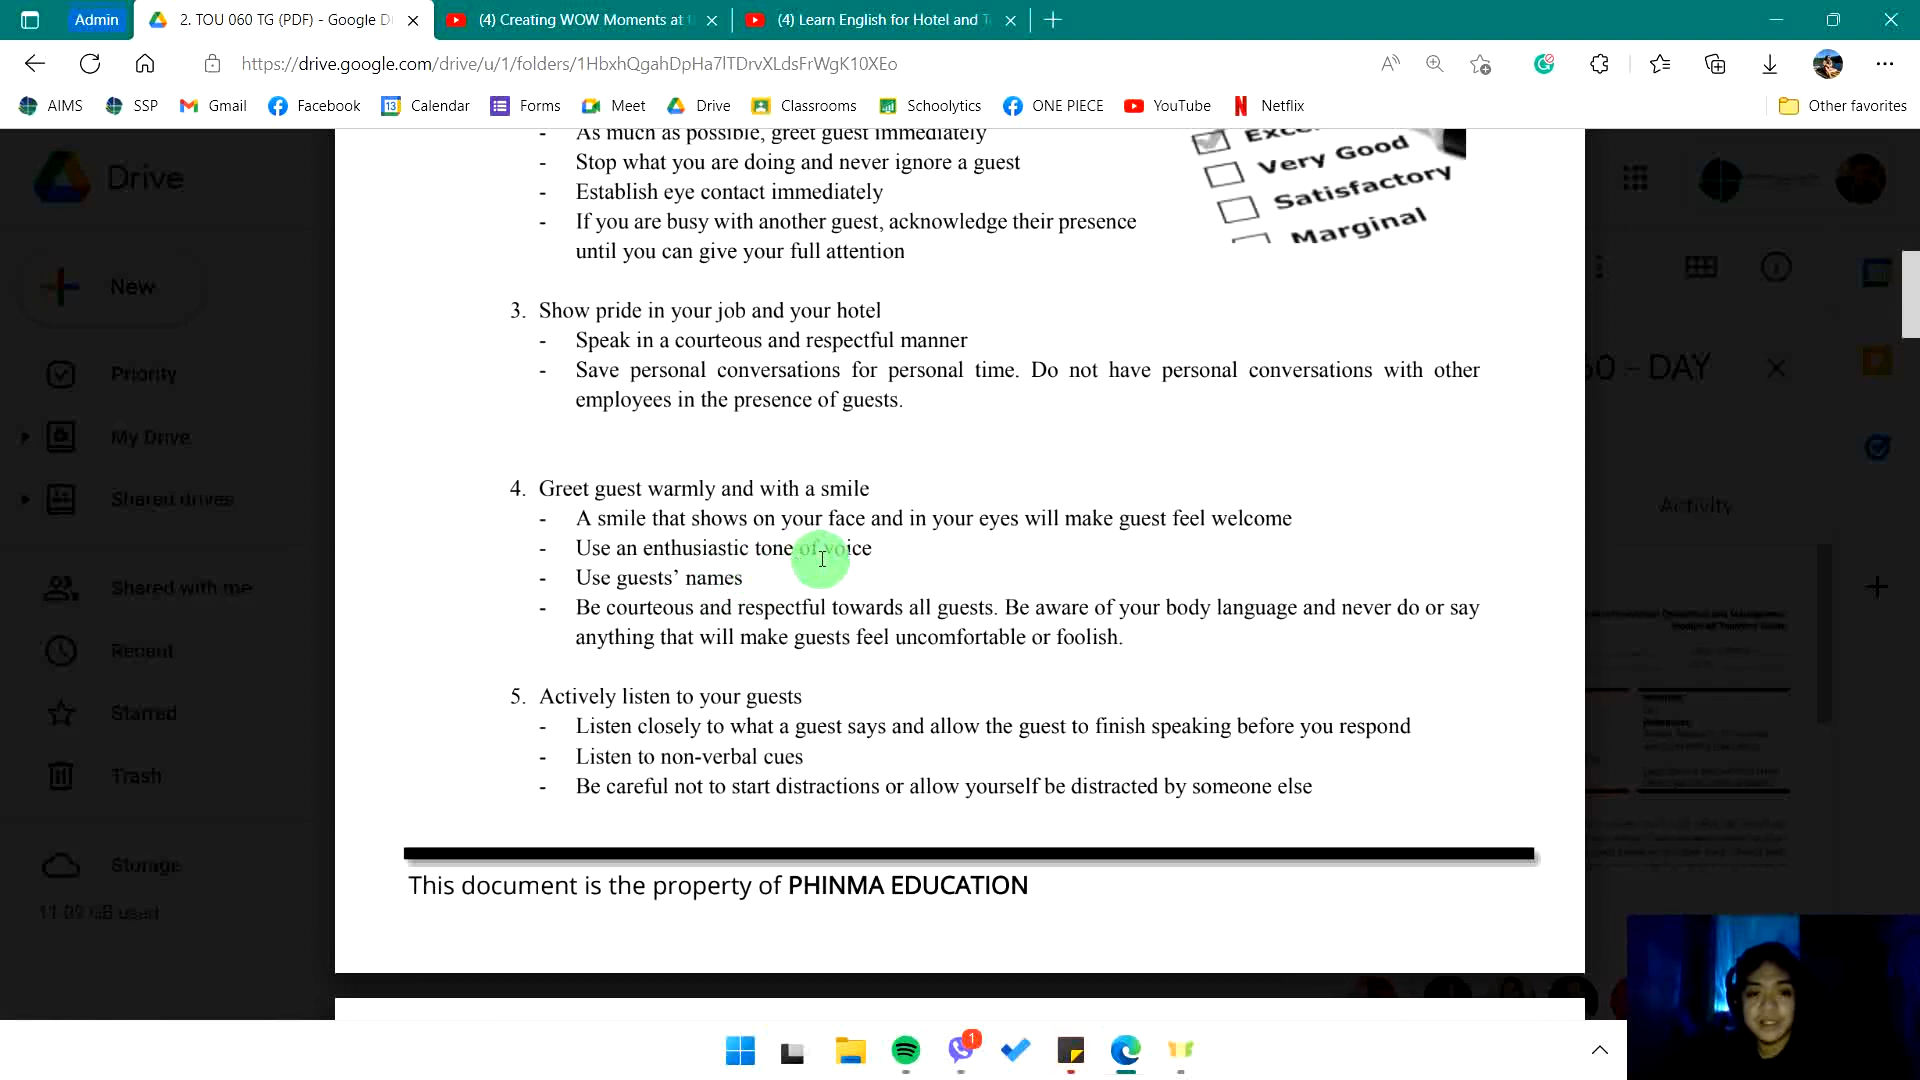 Admin
2. TOU 060 TG (PDF) - Google D
(4) Creating WOW Moments at t
(4) Learn English for Hotel and T
https://drive.google.com/drive/u/1/folders/1HbxhQgahDpHa7lTDrvXLdsFrWgK10XEo
AIMS
SSP
Gmail
Facebook
Calendar
Forms
Meet
Drive
Classrooms
Schoolytics
ONE PIECE
YouTube
Netflix
Other favorites
Drive
New
Priority
My Drive
Shared drives
Shared with me
Recent
Starred
Trash
Storage
11.09 GB used
- As much as possible, greet guest immediately
- Stop what you are doing and never ignore a guest
- Establish eye contact immediately
- If you are busy with another guest, acknowledge their presence
until you can give your full attention
Very Good
Satisfactory
Marginal
3. Show pride in your job and your hotel
- Speak in a courteous and respectful manner
- Save personal conversations for personal time. Do not have personal conversations with other
employees in the presence of guests.
4. Greet guest warmly and with a smile
- A smile that shows on your face and in your eyes will make guest feel welcome
- Use an enthusiastic tone of voice
- Use guests’ names
- Be courteous and respectful towards all guests. Be aware of your body language and never do or say
anything that will make guests feel uncomfortable or foolish.
5. Actively listen to your guests
- Listen closely to what a guest says and allow the guest to finish speaking before you respond
- Listen to non-verbal cues
- Be careful not to start distractions or allow yourself be distracted by someone else
This document is the property of PHINMA EDUCATION
60 - DAY
Activity
1